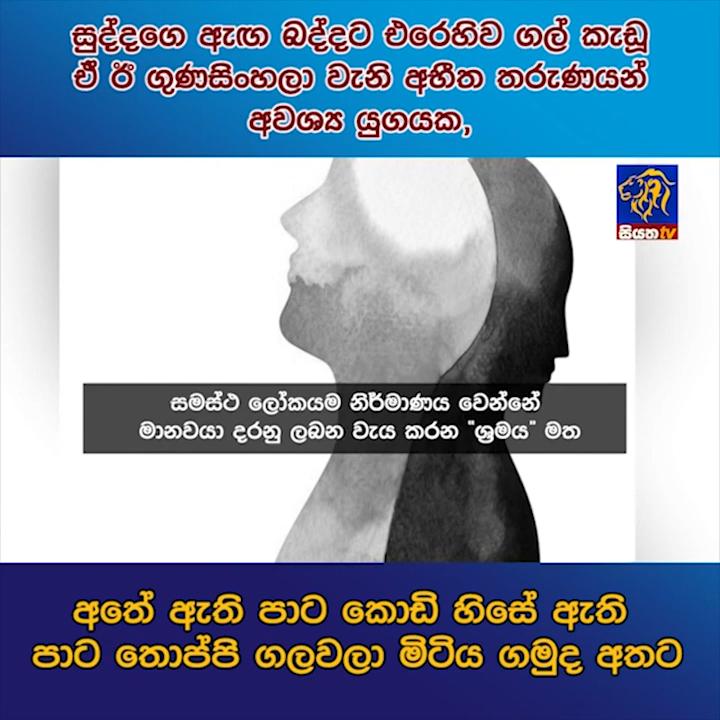 සුද්දගෙ ඇඟ බද්දට එරෙහිව ගල් කැඩූ
ඒ ඊ ගුණසිංහලා වැනි අභීත තරුණයන්
අවශ්‍ය යුගයක,
සියත tv
සමස්ථ ලෝකයම නිර්මාණය වෙන්නේ
මානවයා දරනු ලබන වැය කරන "ශ්‍රමය" මත
අතේ ඇති පාට කොඩි හිසේ ඇති
පාට තොප්පි ගලවලා මිටිය ගමුද අතට